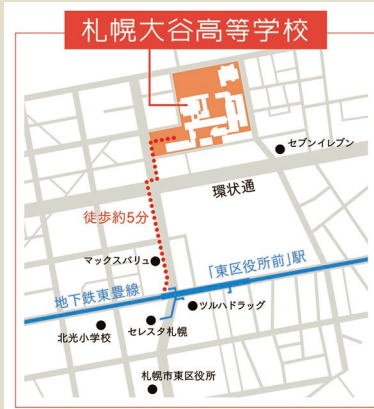 札幌大谷高等学校
セブンイレブン
環状通
徒歩約5分
マックスバリュ
「東区役所前」駅
地下鉄東豊線
ツルハドラッグ
北光小学校
セレスタ札幌
札幌市東区役所